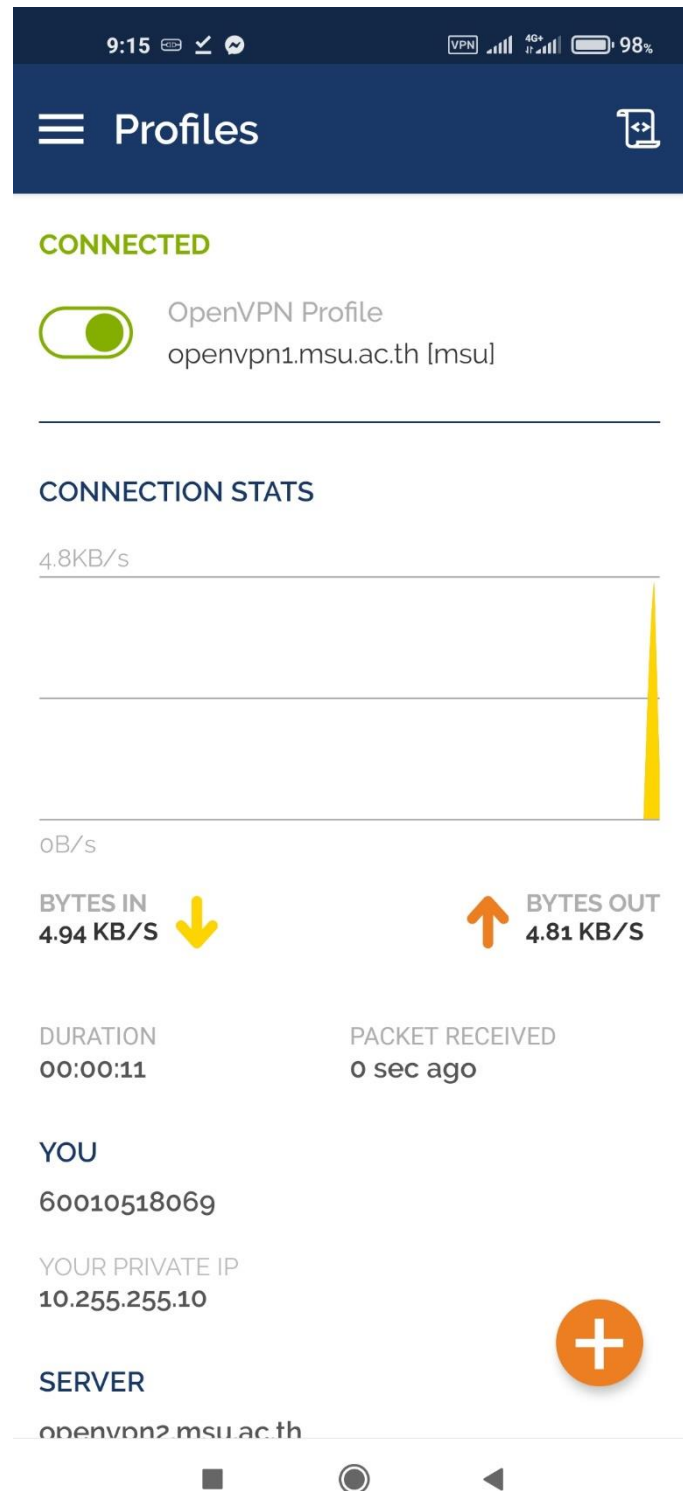 9:15 VPN 4G+ 98%
Profiles
CONNECTED
OpenVPN Profile
openvpn1.msu.ac.th [msu]
CONNECTION STATS
4.8KB/s
0B/s
BYTES IN
4.94 KB/S
BYTES OUT
4.81 KB/S
DURATION
00:00:11
PACKET RECEIVED
0 sec ago
YOU
60010518069
YOUR PRIVATE IP
10.255.255.10
SERVER
openvpn2.msu.ac.th